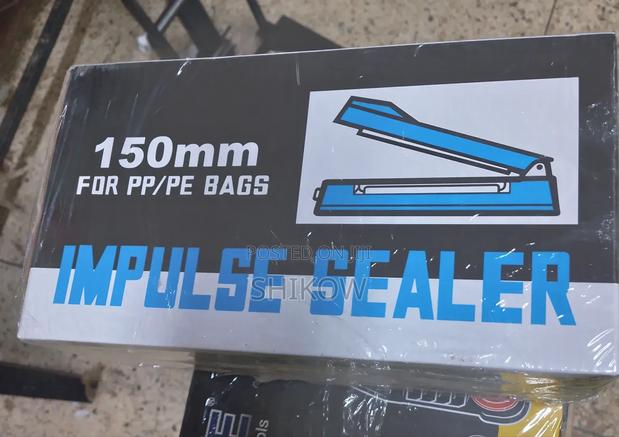 150mm
FOR PP/PE BAGS
POSTED ON
SHIKOW
IMPULSE SEALER